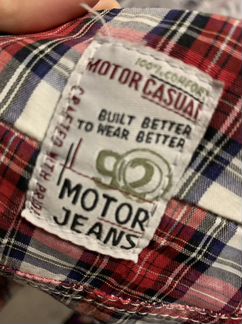 100% COMFORT
MOTOR CASUAL
CRAFTED WITH PRIDE
BUILT BETTER
TO WEAR BETTER
92
MOTOR
JEANS